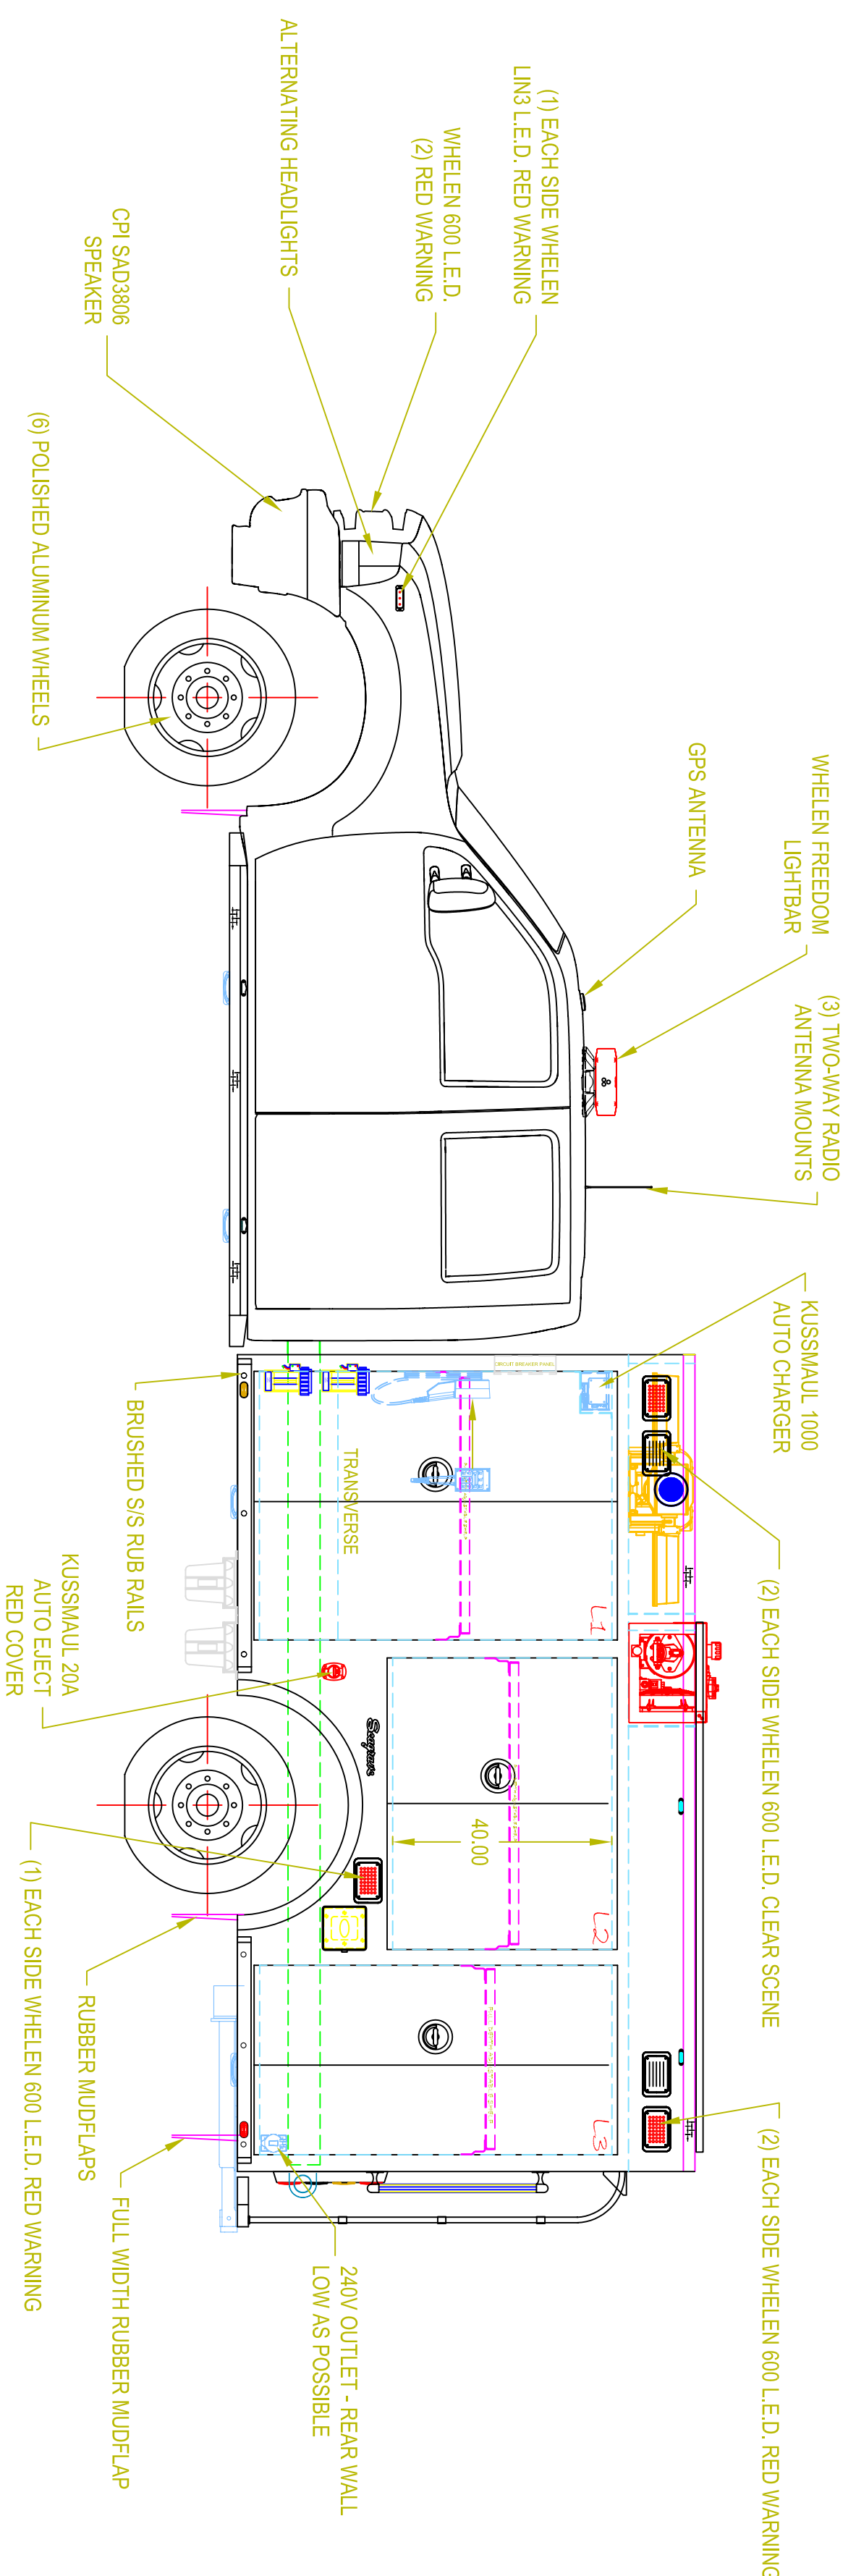 (1) EACH SIDE WHELEN
LIN3 L.E.D. RED WARNING
WHELEN 600 L.E.D.
(2) RED WARNING
ALTERNATING HEADLIGHTS
CPI SAD3806
SPEAKER
(6) POLISHED ALUMINUM WHEELS
GPS ANTENNA
WHELEN FREEDOM
LIGHTBAR
(3) TWO-WAY RADIO
ANTENNA MOUNTS
KUSSMAUL 1000
AUTO CHARGER
(2) EACH SIDE WHELEN 600 L.E.D. CLEAR SCENE
(2) EACH SIDE WHELEN 600 L.E.D. RED WARNING
CIRCUIT BREAKER PANEL
TRANSVERSE
L1
L2
L3
40.00
BRUSHED S/S RUB RAILS
KUSSMAUL 20A
AUTO EJECT
RED COVER
(1) EACH SIDE WHELEN 600 L.E.D. RED WARNING
RUBBER MUDFLAPS
FULL WIDTH RUBBER MUDFLAP
240V OUTLET - REAR WALL
LOW AS POSSIBLE